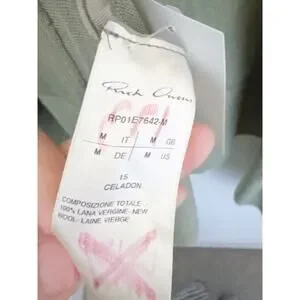 Rick Owens
RP01E7642-M
M IT M GB
M DE M US
15
CELADON
COMPOSIZIONE TOTALE
100% LANA VERGINE- NEW
WOOL- LAINE VIERGE-